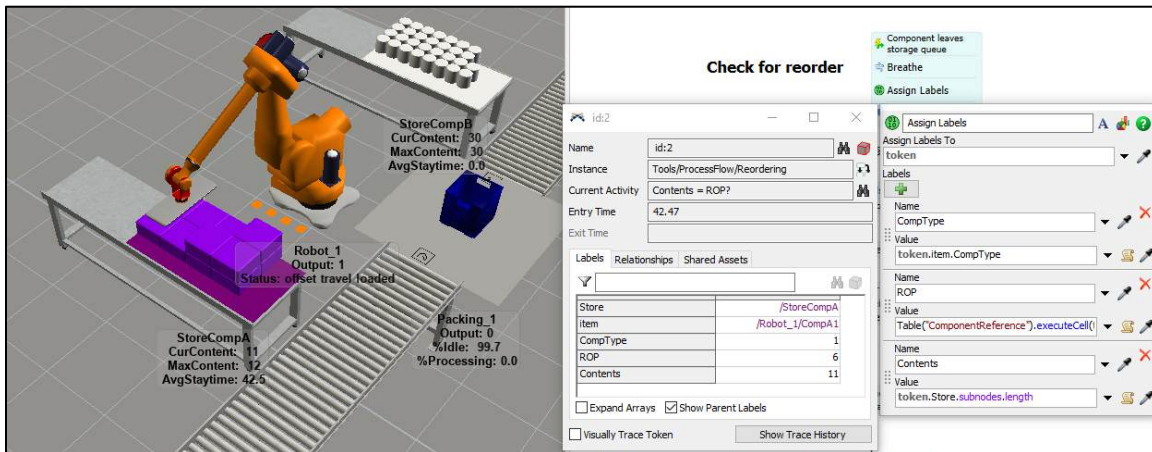 StoreCompB
CurContent: 30
MaxContent: 30
AvgStaytime: 0.0
Robot_1
Output: 1
Status: offset travel loaded
StoreCompA
CurContent: 11
MaxContent: 12
AvgStaytime: 42.5
Packing_1
Output: 0
%Idle: 99.7
%Processing: 0.0
Check for reorder
Component leaves
storage queue
Breathe
Assign Labels
id:2
Name id:2
Instance Tools/ProcessFlow/Reordering
Current Activity Contents = ROP?
Entry Time 42.47
Exit Time
Labels Relationships Shared Assets
Store /StoreCompA
item /Robot_1/CompA1
CompType 1
ROP 6
Contents 11
Expand Arrays Show Parent Labels
Visually Trace Token Show Trace History
Assign Labels A
Assign Labels To
token
Labels
Name
CompType
Value
token.item.CompType
Name
ROP
Value
Table("ComponentReference").executeCell(
Name
Contents
Value
token.Store.subnodes.length